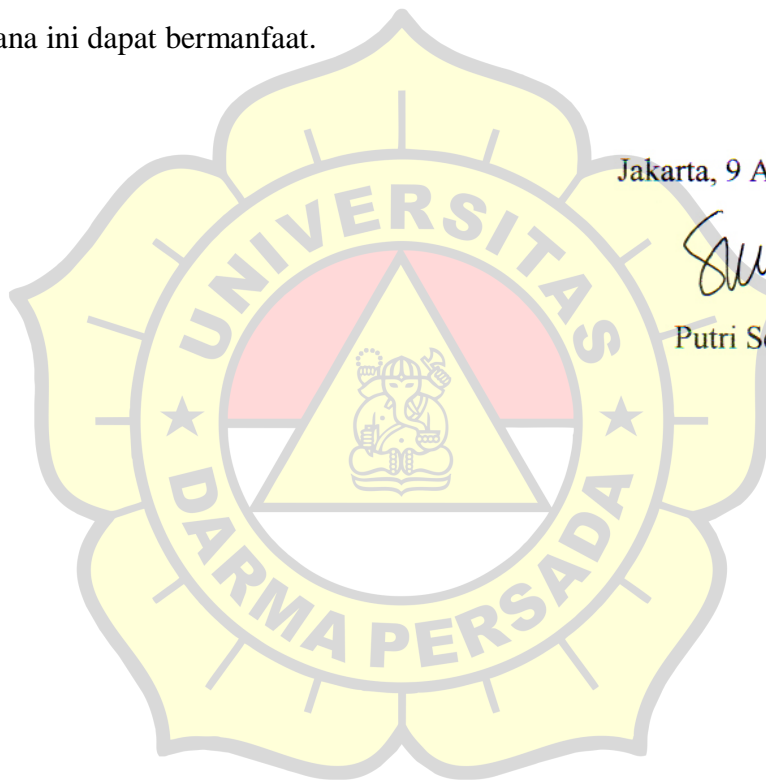 ana ini dapat bermanfaat.
Jakarta, 9 A
Putri S
UNIVERSITAS
DARMA PERSADA